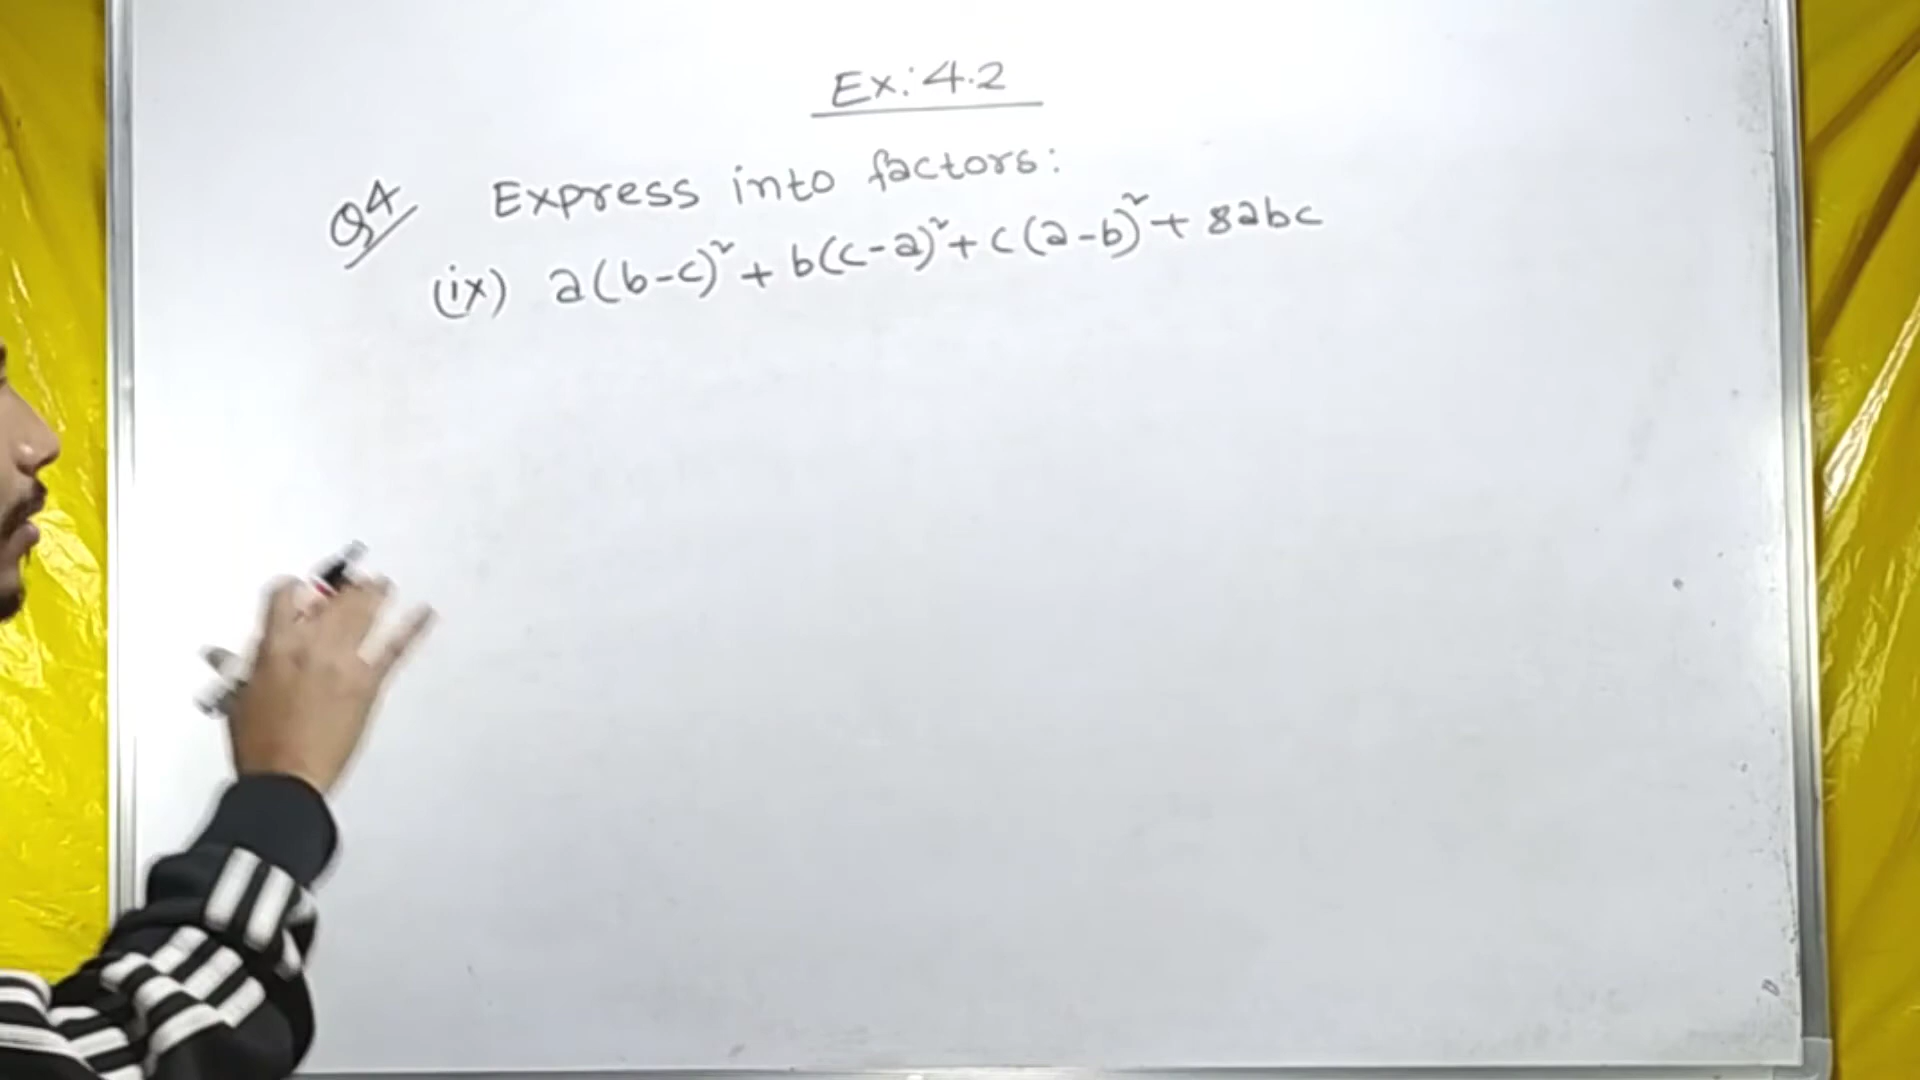 Ex: 4.2
Q4 Express into factors:
(ix) a(b-c)² + b(c-a)² + c(a-b)² + 8abc